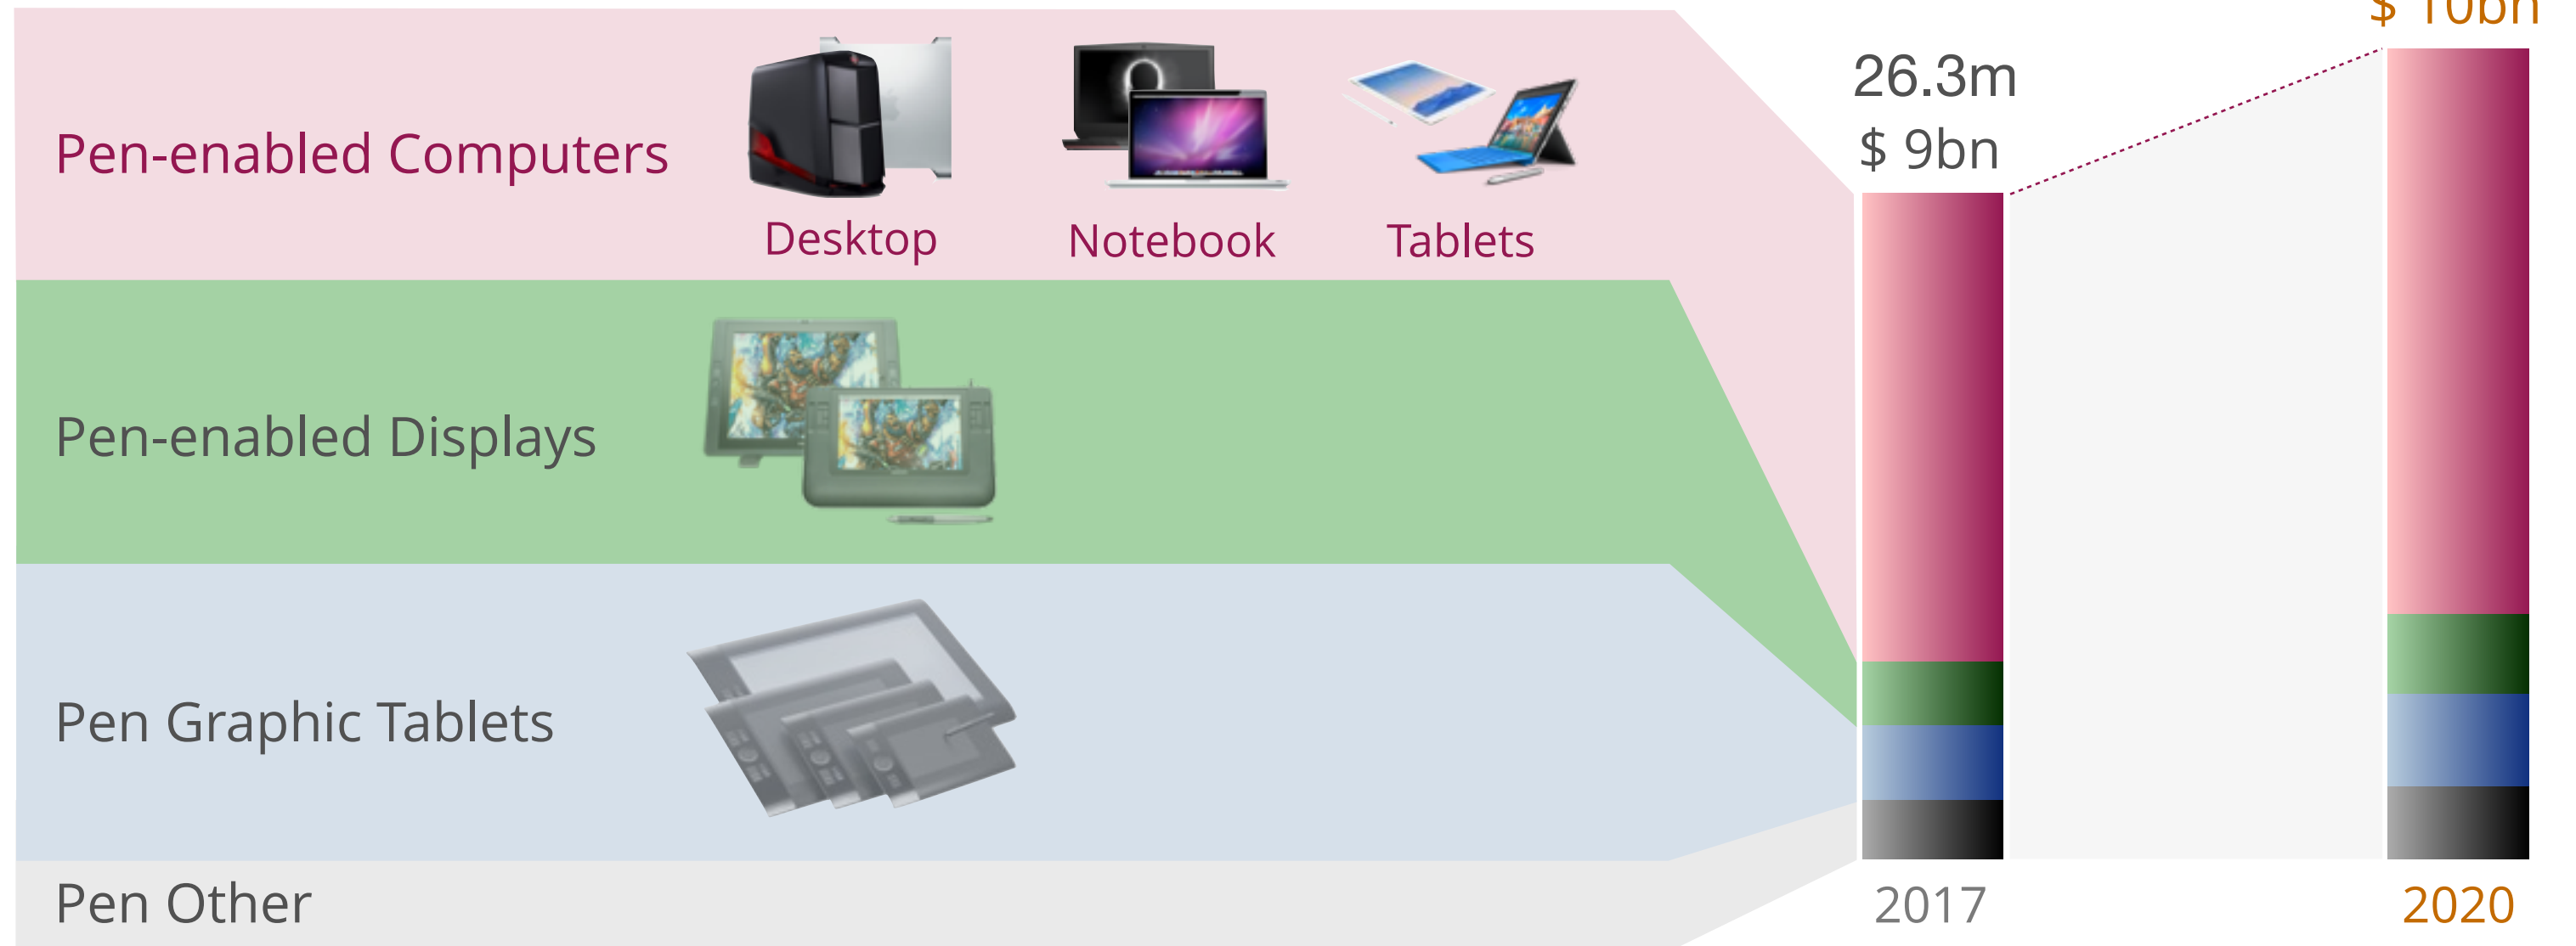 $ 10bn
26.3m
$ 9bn
Pen-enabled Computers
Desktop
Notebook
Tablets
Pen-enabled Displays
Pen Graphic Tablets
Pen Other
2017
2020